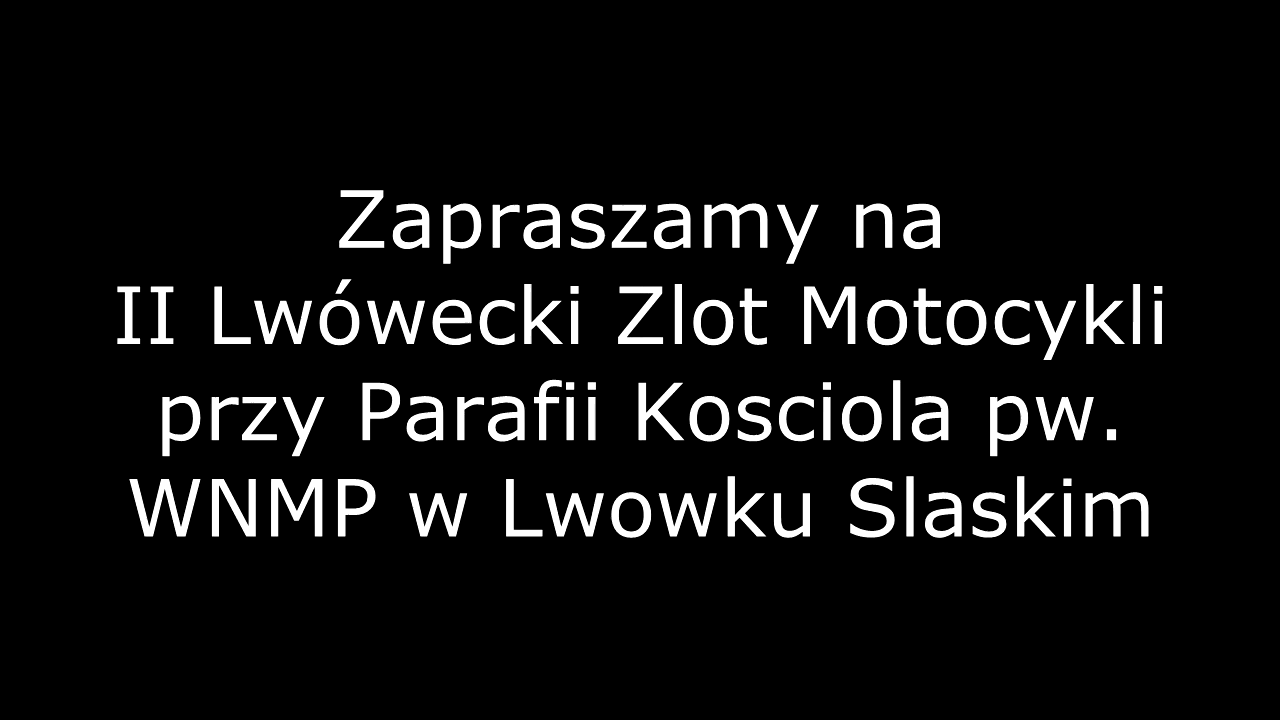 Zapraszamy na
II Lwówecki Zlot Motocykli
przy Parafii Kosciola pw.
WNMP w Lwowku Slaskim